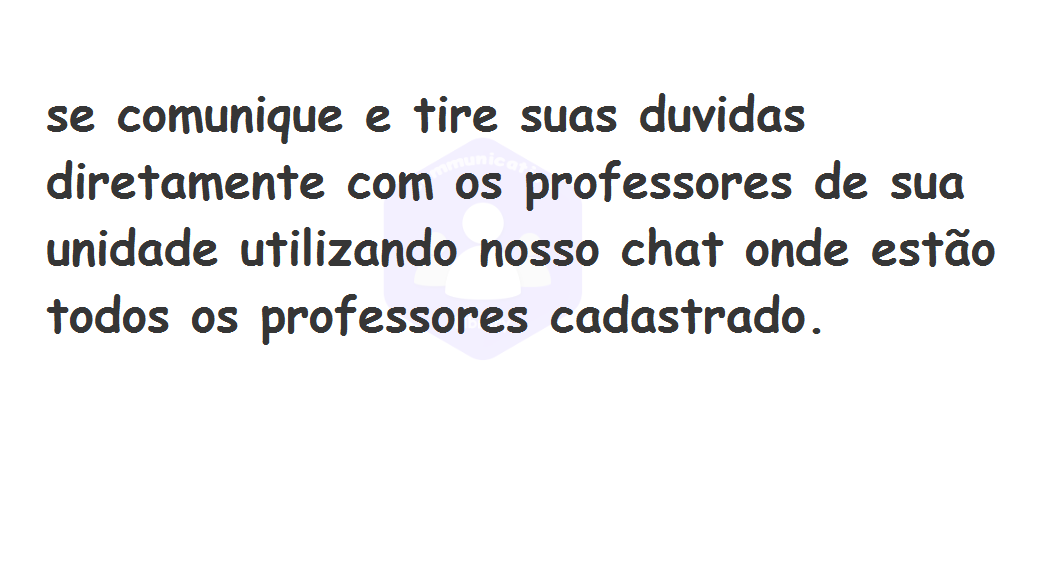 se comunique e tire suas duvidas
diretamente com os professores de sua
unidade utilizando nosso chat onde estão
todos os professores cadastrado.